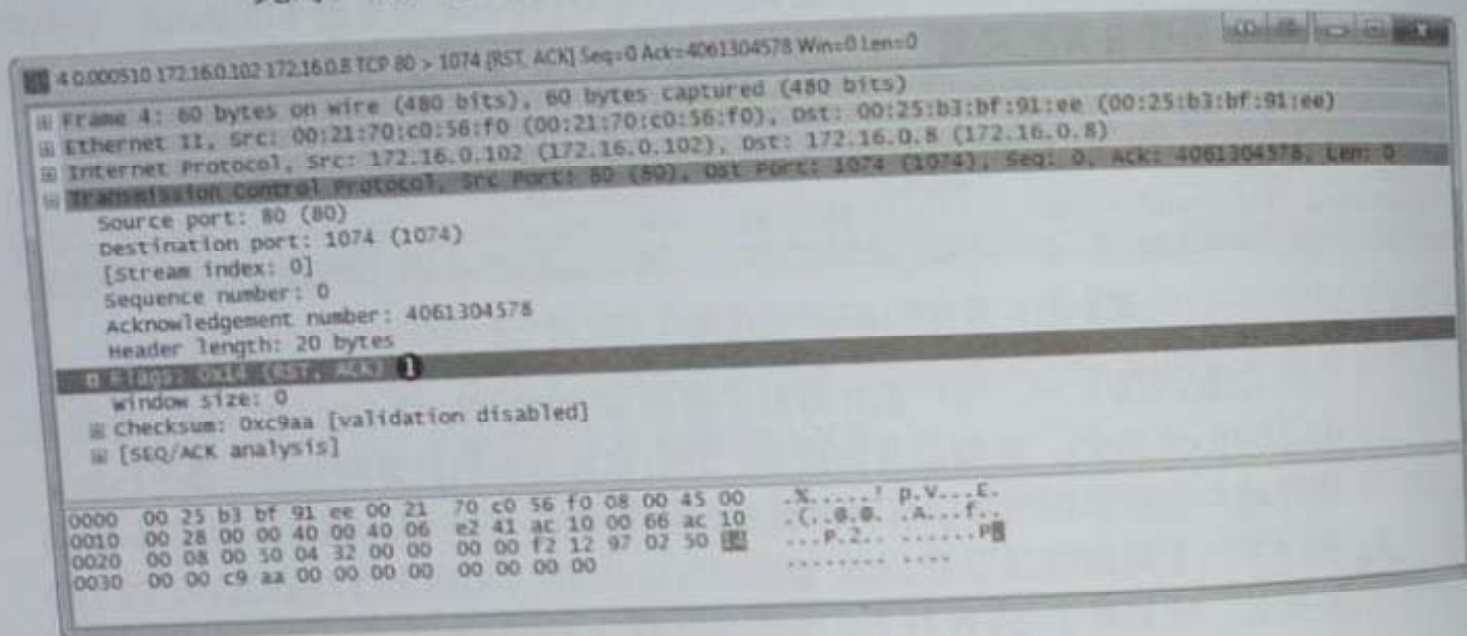 4 0.000510 172.16.0.102 172.16.0.8 TCP 80 > 1074 [RST, ACK] Seq=0 Ack=4061304578 Win=0 Len=0
Frame 4: 60 bytes on wire (480 bits), 60 bytes captured (480 bits)
Ethernet II, Src: 00:21:70:c0:56:f0 (00:21:70:c0:56:f0), Dst: 00:25:b3:bf:91:ee (00:25:b3:bf:91:ee)
Internet Protocol, Src: 172.16.0.102 (172.16.0.102), Dst: 172.16.0.8 (172.16.0.8)
Transmission Control Protocol, Src Port: 80 (80), Dst Port: 1074 (1074), Seq: 0, Ack: 4061304578, Len: 0
Source port: 80 (80)
Destination port: 1074 (1074)
[Stream index: 0]
Sequence number: 0
Acknowledgement number: 4061304578
Header length: 20 bytes
Flags: 0x14 (RST, ACK) 1
Window size: 0
Checksum: 0xc9aa [validation disabled]
[SEQ/ACK analysis]
0000 00 25 b3 bf 91 ee 00 21 70 c0 56 f0 08 00 45 00 .%.....! p.V...E.
0010 00 28 00 00 40 00 40 06 e2 41 ac 10 00 66 ac 10 .(..@.@. .A...f..
0020 00 08 00 50 04 32 00 00 00 00 f2 12 97 02 50 ...P.2.. ......P
0030 00 00 c9 aa 00 00 00 00 00 00 00 00 ........ ....